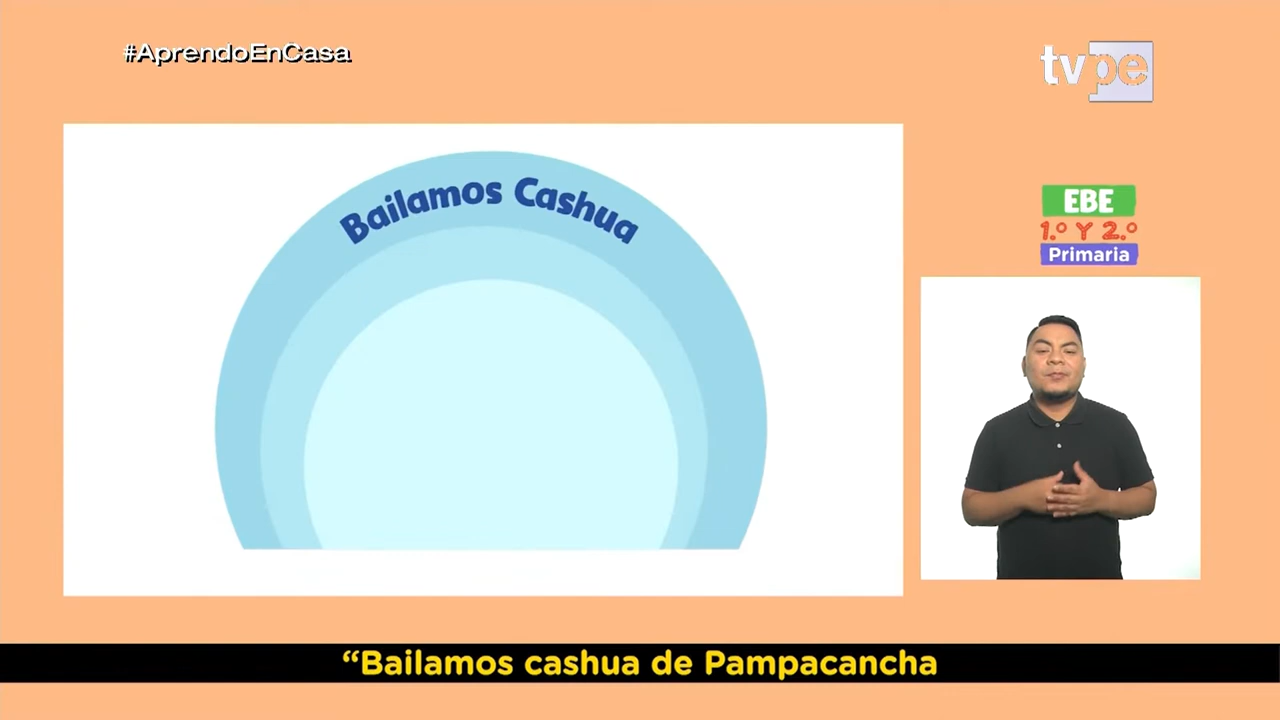 #AprendoEnCasa
tvpe
Bailamos Cashua
EBE
1.º Y 2.º
Primaria
“Bailamos cashua de Pampacancha